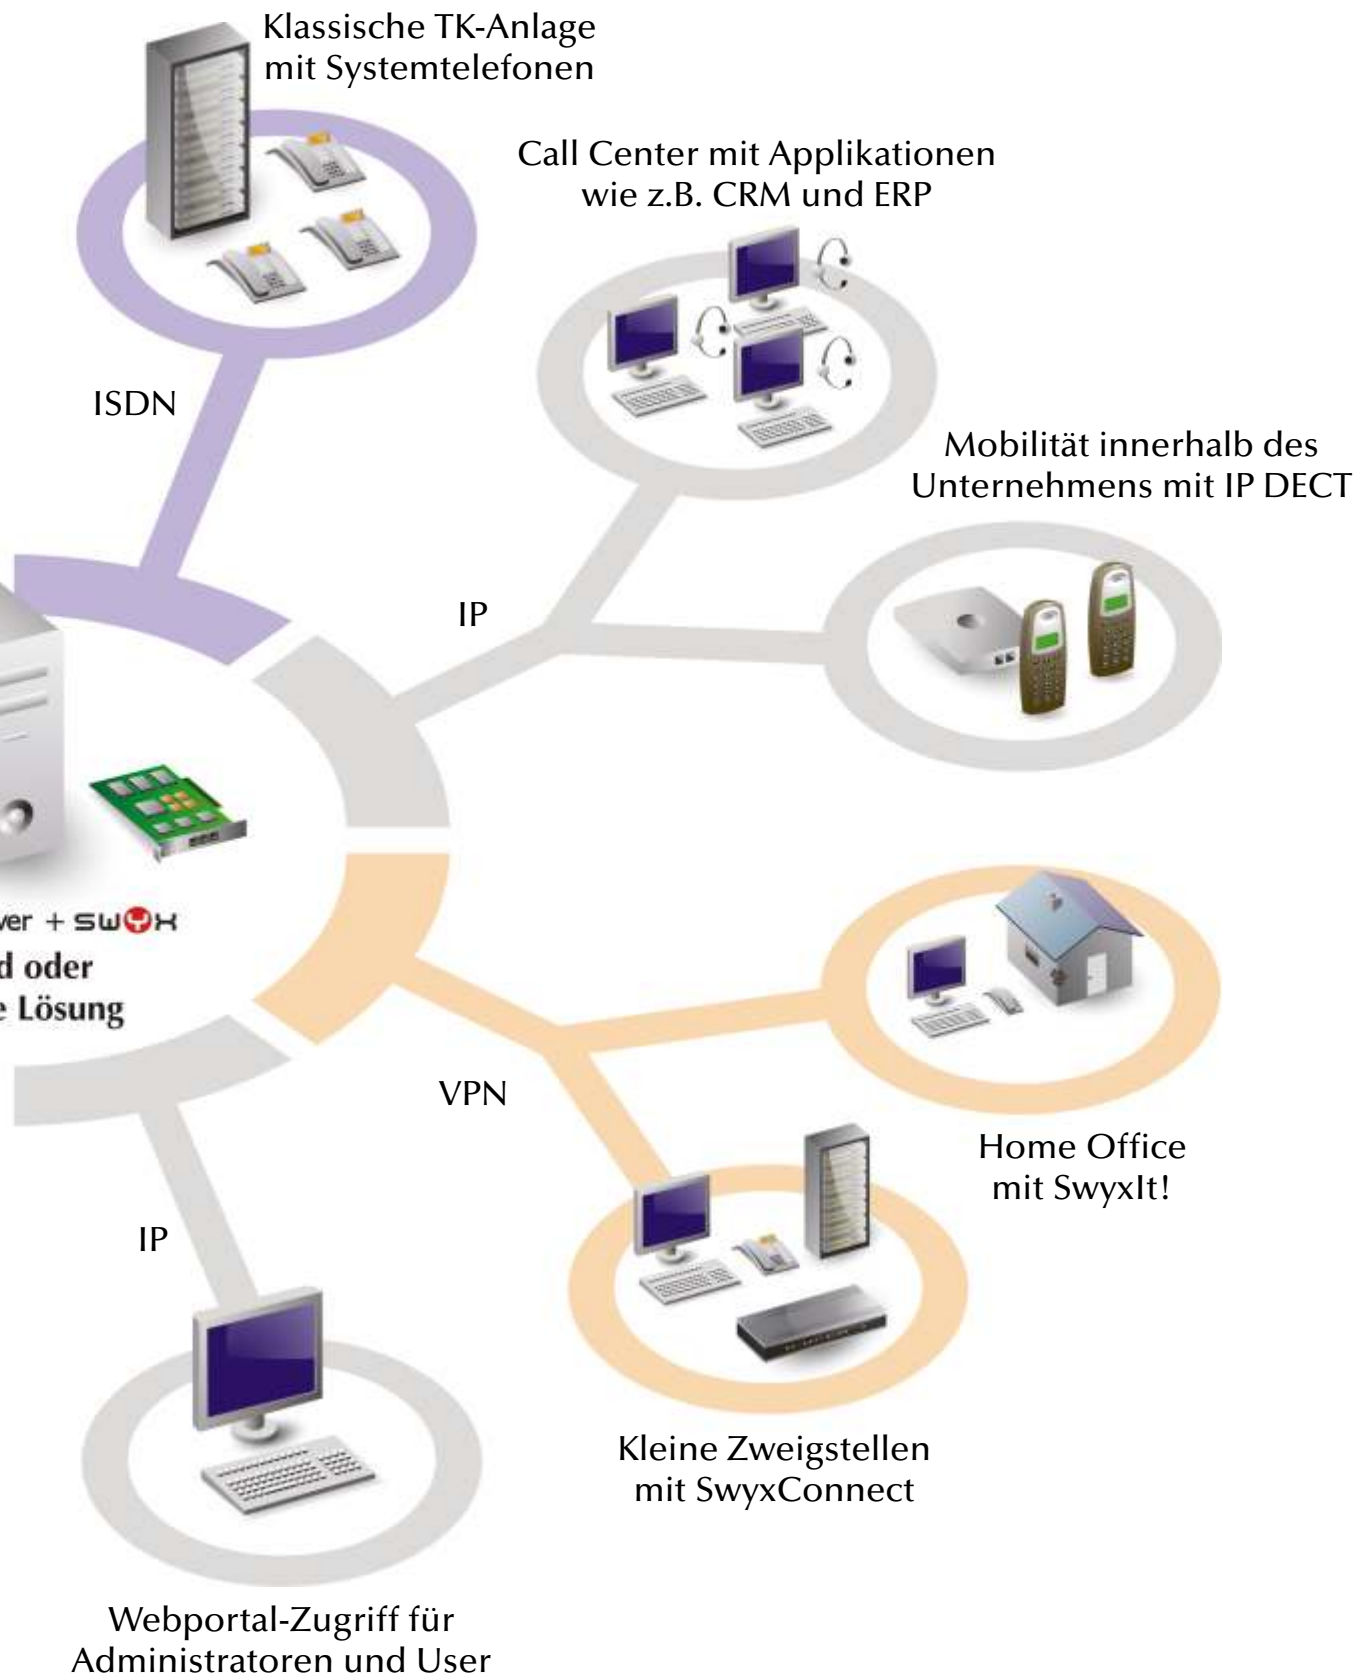 Klassische TK-Anlage
mit Systemtelefonen
Call Center mit Applikationen
wie z.B. CRM und ERP
ISDN
Mobilität innerhalb des
Unternehmens mit IP DECT
IP
+ swyx
oder
Lösung
VPN
Home Office
mit SwyxIt!
IP
Kleine Zweigstellen
mit SwyxConnect
Webportal-Zugriff für
Administratoren und User